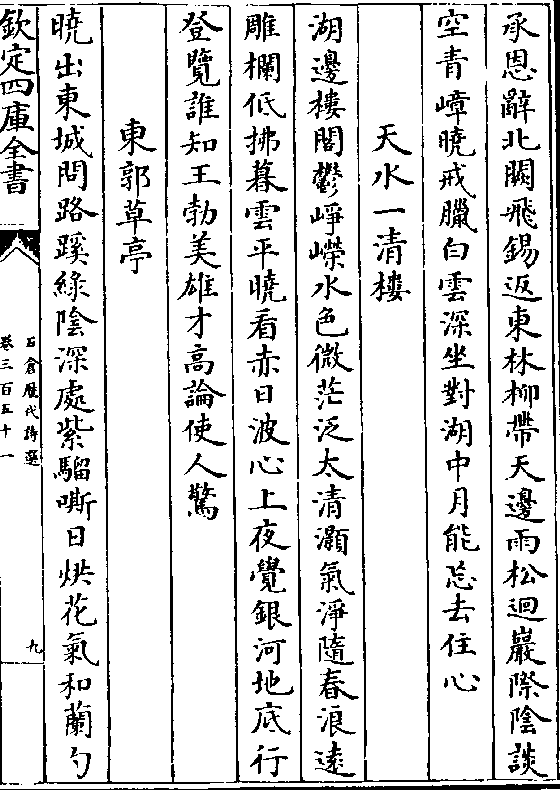 承恩辭北闕飛錫返東林柳帶天邊雨松迴巖際陰談
空青嶂曉戒臘白雲深坐對湖中月能忘去住心
天水一清樓
湖邊樓閣鬱崢嶸水色微茫泛太清灝氣淨隨春浪遠
雕欄低拂暮雲平曉看赤日波心上夜覺銀河地底行
登覽誰知王勃美雄才高論使人驚
東郭草亭
曉出東城問路蹊綠陰深處紫騮嘶日烘花氣和蘭勺
欽定四庫全書
石倉歷代詩選
卷三百五十一
九